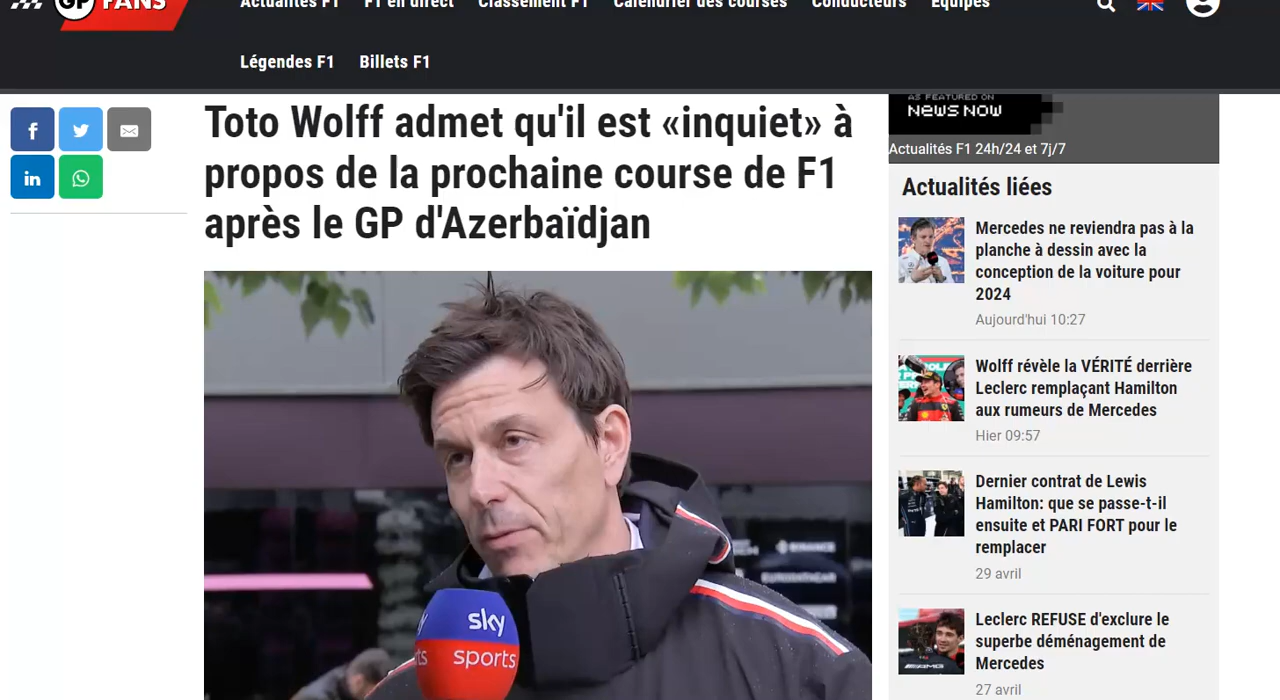 GP FANS
Actualités F1 F1 en direct Classement F1 Calendrier des courses Conducteurs Équipes
Légendes F1 Billets F1
Toto Wolff admet qu'il est «inquiet» à
propos de la prochaine course de F1
après le GP d'Azerbaïdjan
sky
sports
ts
AS FEATURED ON
NEWS NOW
Actualités F1 24h/24 et 7j/7
Actualités liées
Mercedes ne reviendra pas à la
planche à dessin avec la
conception de la voiture pour
2024
Aujourd'hui 10:27
Wolff révèle la VÉRITÉ derrière
Leclerc remplaçant Hamilton
aux rumeurs de Mercedes
Hier 09:57
Dernier contrat de Lewis
Hamilton: que se passe-t-il
ensuite et PARI FORT pour le
remplacer
29 avril
Leclerc REFUSE d'exclure le
superbe déménagement de
Mercedes
27 avril